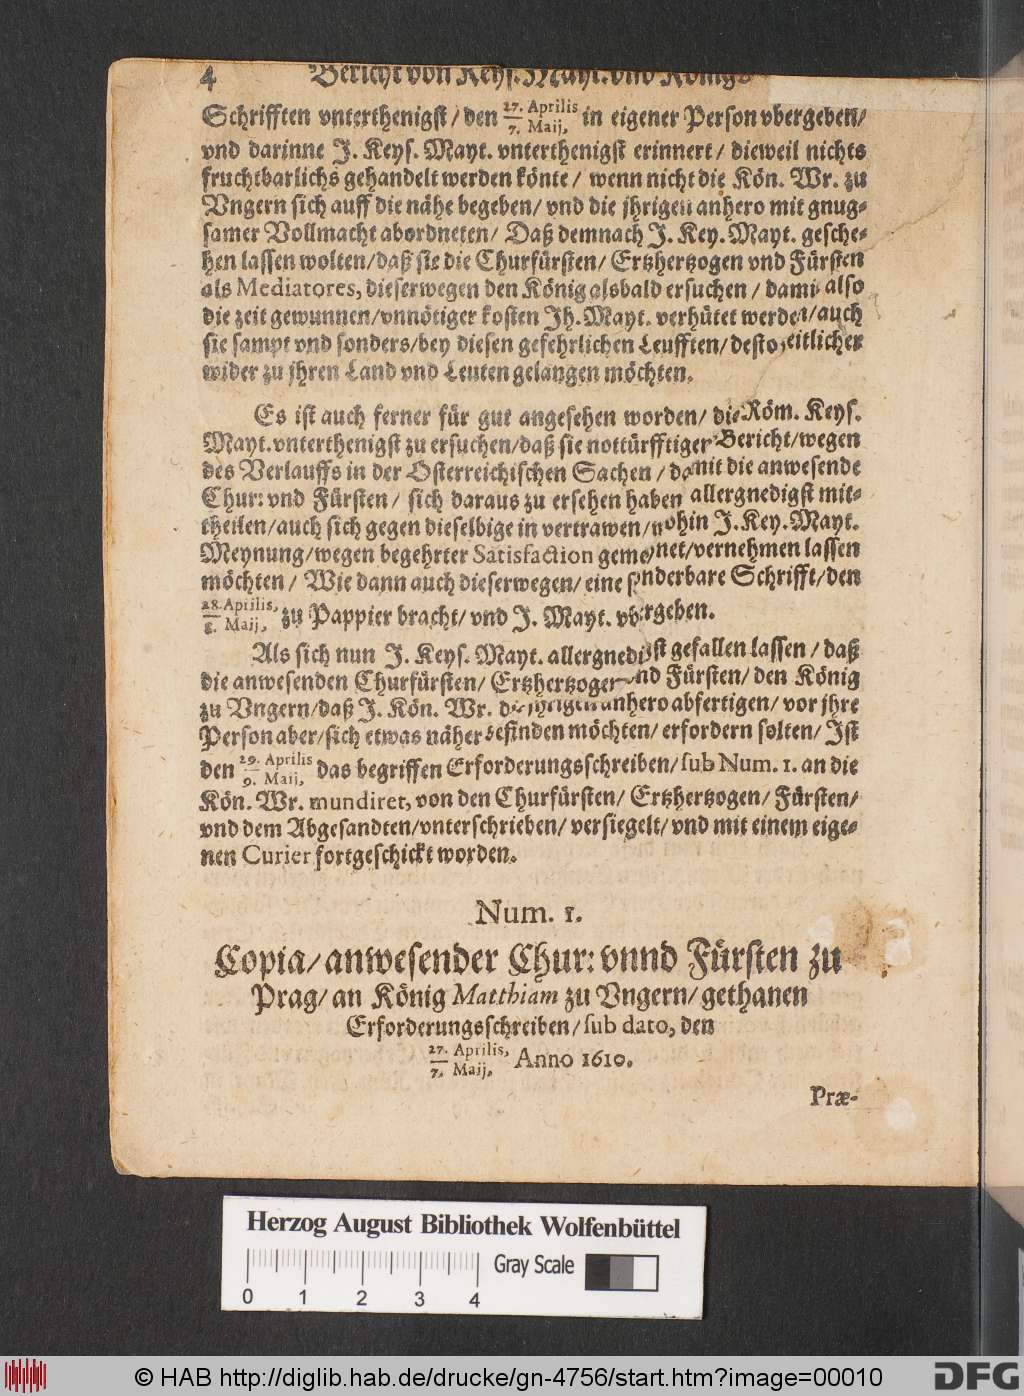 4 Bericht von Keys. Mayt. vnd Königs
Schrifften vnterthenigst / den 27. Aprilis / 7. Maij, in eigener Person vbergeben /
vnd darinne J. Keys. Mayt. vnterthenigst erinnert / dieweil nichts
fruchtbarlichs gehandelt werden könte / wenn nicht die Kön. Wr. zu
Vngern sich auff die nähe begeben / vnd die jhrigen anhero mit gnug-
samer Vollmacht abordneten / Daß demnach J. Key. Mayt. gesche-
hen lassen wolten / daß sie die Churfürsten / Ertzhertzogen vnd Fürsten
als Mediatores, dieserwegen den König alsbald ersuchen / damit also
die zeit gewunnen / vnnötiger kosten Jh. Mayt. verhütet werden / auch
sie sampt vnd sonders / bey diesen gefehrlichen Leufften / desto zeitlicher
wider zu jhren Land vnd Leuten gelangen möchten.
Es ist auch ferner für gut angesehen worden / die Röm. Keys.
Mayt. vnterthenigst zu ersuchen / daß sie nottürfftiger Bericht / wegen
des Verlauffs in der Österreichischen Sachen / damit die anwesende
Chur: vnd Fürsten / sich daraus zu ersehen haben allergnedigst mit-
theilen / auch sich gegen dieselbige in vertrawen / wohin J. Key. Mayt.
Meynung / wegen begehrter Satisfaction gemeynet / vernehmen lassen
möchten / Wie dann auch dieserwegen / eine sonderbare Schrifft / den
28. Aprilis, / 8. Maij, zu Pappier bracht / vnd J. Mayt. vbergeben.
Als sich nun J. Keys. Mayt. allergnedigst gefallen lassen / daß
die anwesenden Churfürsten / Ertzhertzogen vnd Fürsten / den König
zu Vngern / daß J. Kön. Wr. die jhrigen anhero abfertigen / vor jhre
Person aber / sich etwas näher befinden möchten / erfordern solten / Ist
den 29. Aprilis / 9. Maij, das begriffen Erforderungsschreiben / sub Num. 1. an die
Kön. Wr. mundiret, von den Churfürsten / Ertzhertzogen / Fürsten /
vnd dem Abgesandten / vnterschrieben / versiegelt / vnd mit einem eige-
nen Curier fortgeschickt worden.
Num. 1.
Copia / anwesender Chur: vnnd Fürsten zu
Prag / an König Matthiam zu Vngern / gethanen
Erforderungsschreiben / sub dato, den
27. Aprilis, / 7. Maij, Anno 1610.
Præ-
Herzog August Bibliothek Wolfenbüttel
Gray Scale
0 1 2 3 4
© HAB http://diglib.hab.de/drucke/gn-4756/start.htm?image=00010
DFG